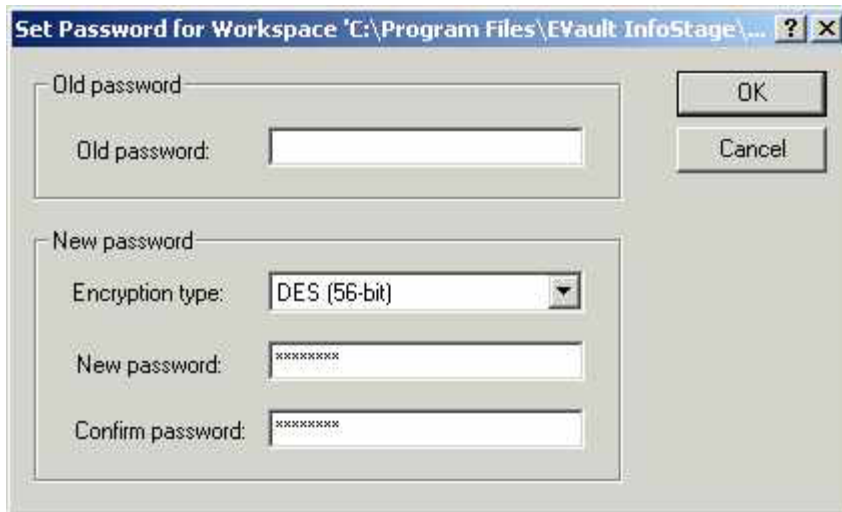 Set Password for Workspace 'C:\Program Files\EVault InfoStage\...
Old password
OK
Old password:
Cancel
New password
Encryption type: DES (56-bit)
New password: ********
Confirm password: ********